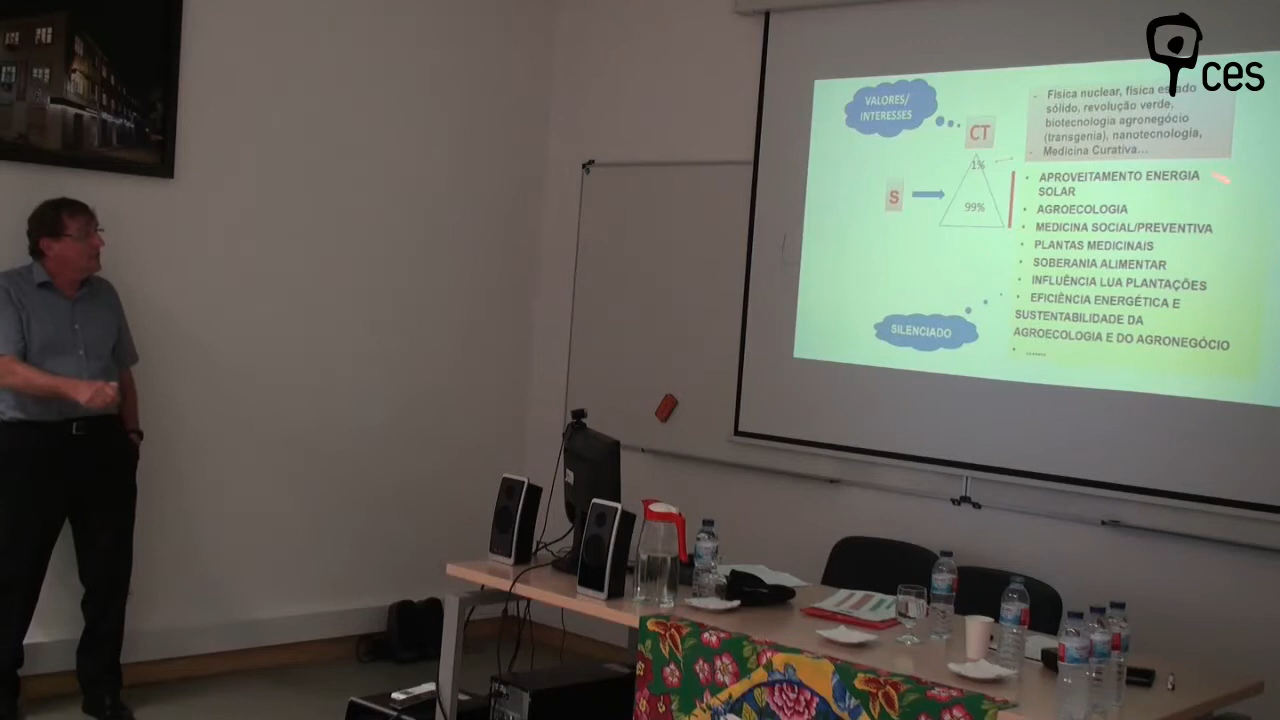 ces
VALORES/
INTERESSES
CT
- Física nuclear, física estado
sólido, revolução verde,
biotecnologia agronegócio
(transgenia), nanotecnologia,
- Medicina Curativa...
1%
S
99%
• APROVEITAMENTO ENERGIA
SOLAR
• AGROECOLOGIA
• MEDICINA SOCIAL/PREVENTIVA
• PLANTAS MEDICINAIS
• SOBERANIA ALIMENTAR
• INFLUÊNCIA LUA PLANTAÇÕES
• EFICIÊNCIA ENERGÉTICA E
SUSTENTABILIDADE DA
AGROECOLOGIA E DO AGRONEGÓCIO
• .......
SILENCIADO